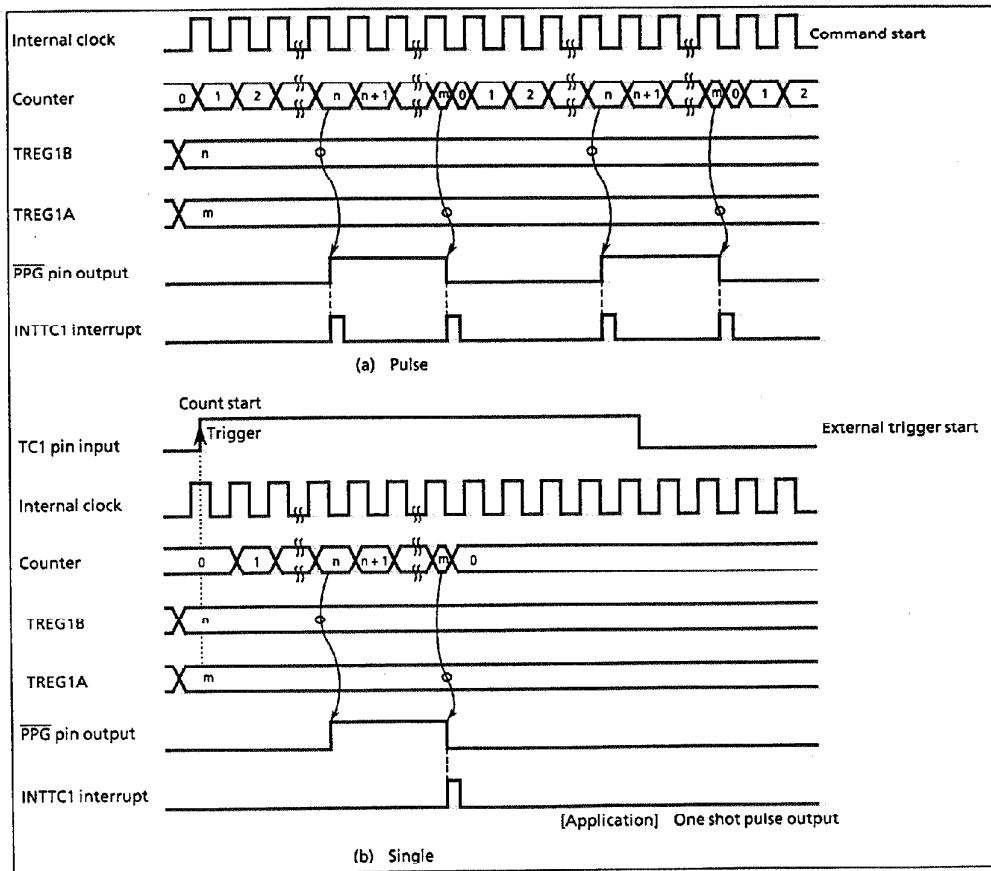 Internal clock
Command start
Counter 0 1 2 n n+1 m 0 1 2 n n+1 m 0 1 2
TREG1B n
TREG1A m
PPG pin output
INTTC1 interrupt
(a) Pulse
Count start
TC1 pin input
Trigger
External trigger start
Internal clock
Counter 0 1 n n+1 m 0
TREG1B n
TREG1A m
PPG pin output
INTTC1 interrupt
[Application] One shot pulse output
(b) Single